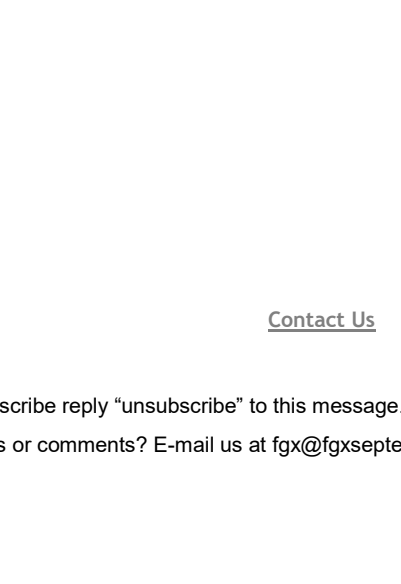 Contact Us
scribe reply “unsubscribe” to this message.
s or comments? E-mail us at fgx@fgxsepte